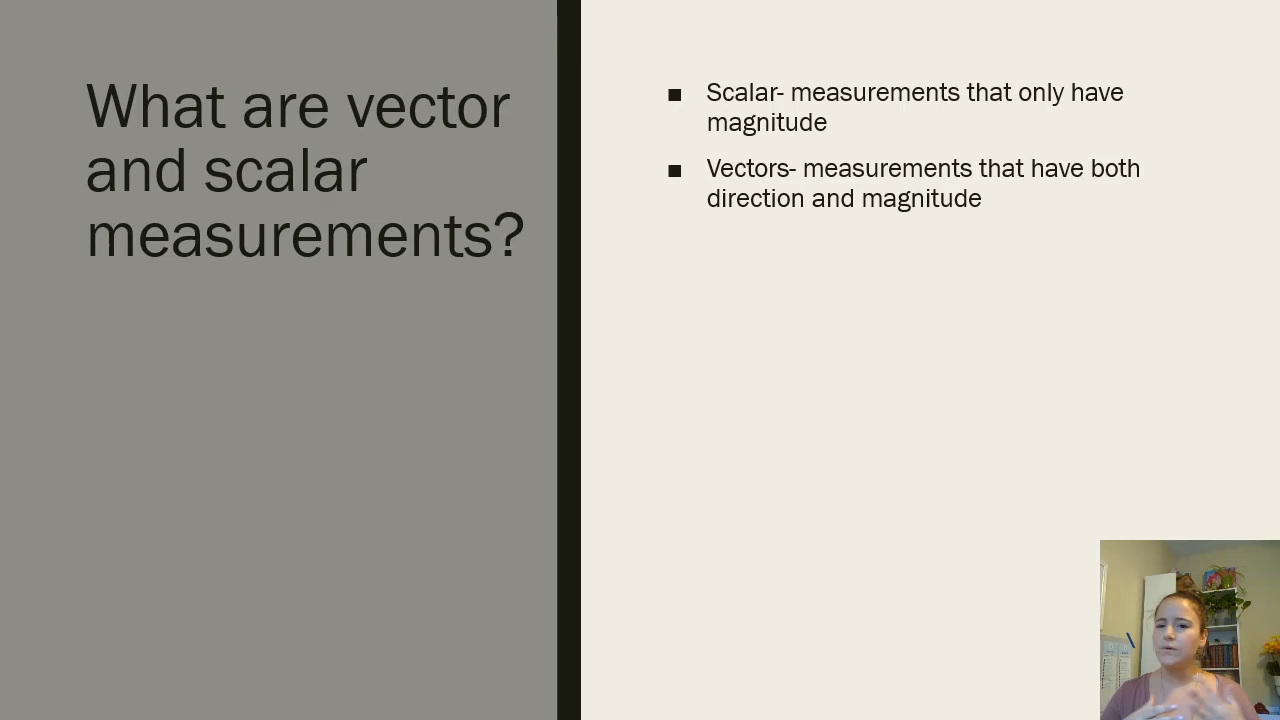 What are vector
and scalar
measurements?
■ Scalar- measurements that only have
magnitude
■ Vectors- measurements that have both
direction and magnitude